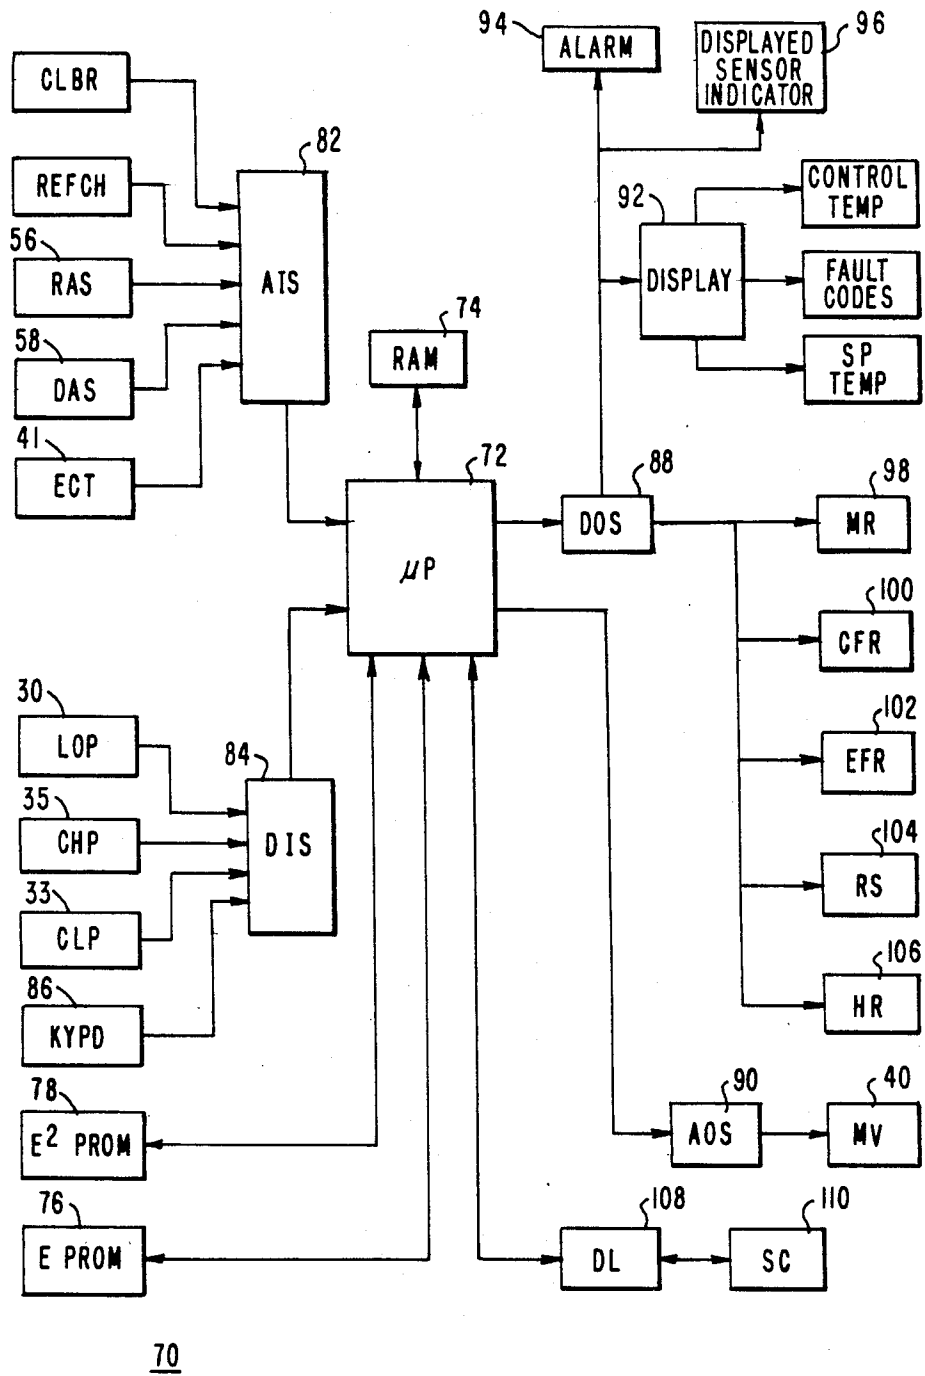 94
ALARM
DISPLAYED
SENSOR
INDICATOR
96
CLBR
82
REFCH
AIS
92
DISPLAY
CONTROL
TEMP
56
RAS
FAULT
CODES
74
RAM
58
DAS
SP
TEMP
41
ECT
72
μP
88
DOS
98
MR
100
CFR
30
LOP
102
EFR
84
DIS
35
CHP
104
RS
33
CLP
106
HR
86
KYPD
78
E2 PROM
90
AOS
40
MV
76
E PROM
108
DL
110
SC
70